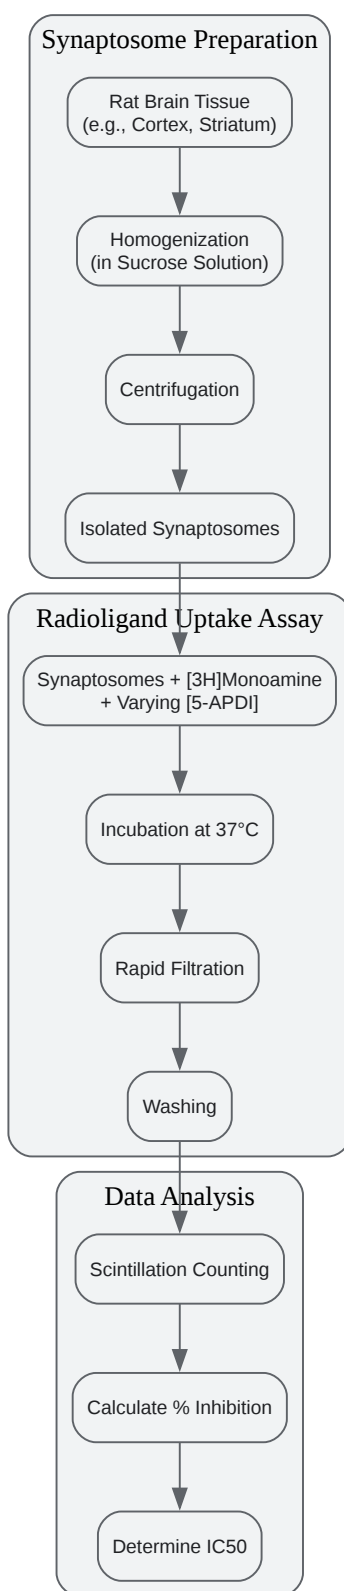 Synaptosome Preparation
Rat Brain Tissue
(e.g., Cortex, Striatum)
Homogenization
(in Sucrose Solution)
Centrifugation
Isolated Synaptosomes
Radioligand Uptake Assay
Synaptosomes + [3H]Monoamine
+ Varying [5-APDI]
Incubation at 37°C
Rapid Filtration
Washing
Data Analysis
Scintillation Counting
Calculate % Inhibition
Determine IC50